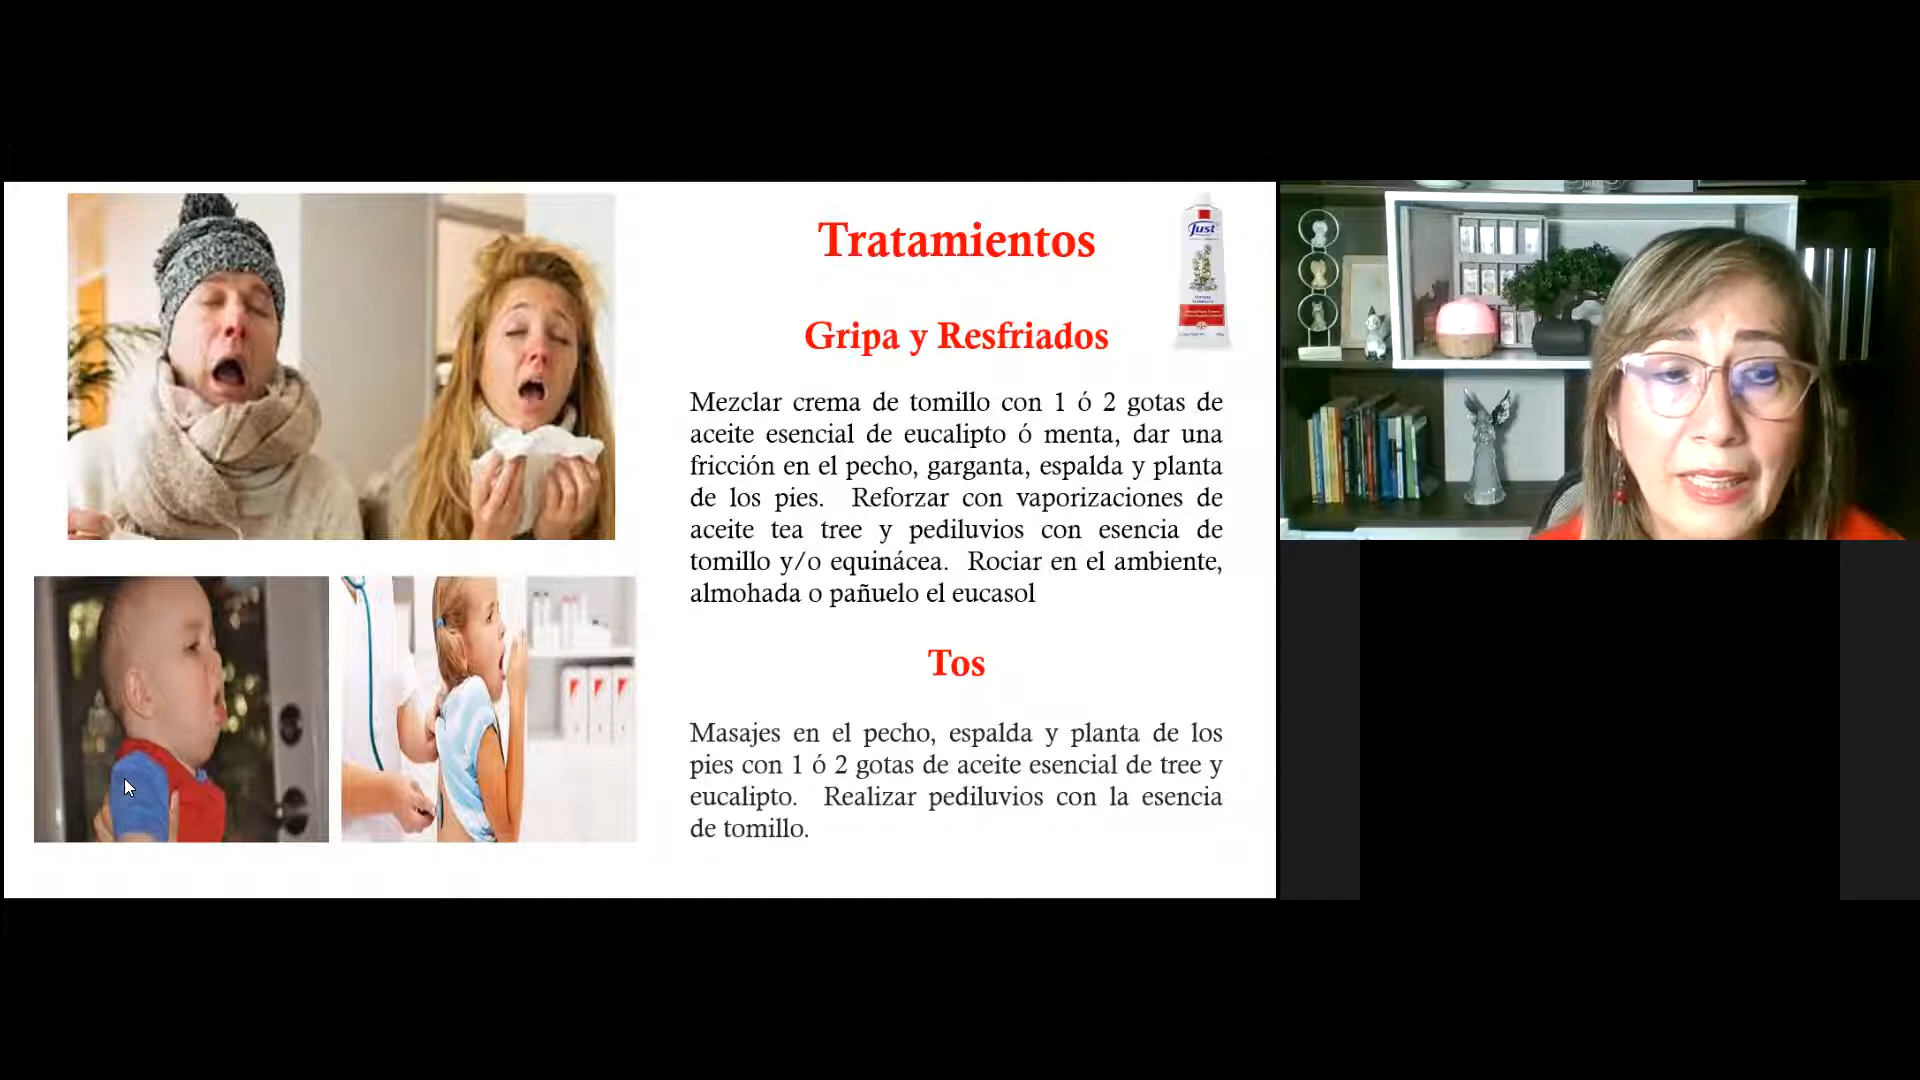 Tratamientos
Just
Gripa y Resfriados
Mezclar crema de tomillo con 1 ó 2 gotas de
aceite esencial de eucalipto ó menta, dar una
fricción en el pecho, garganta, espalda y planta
de los pies. Reforzar con vaporizaciones de
aceite tea tree y pediluvios con esencia de
tomillo y/o equinácea. Rociar en el ambiente,
almohada o pañuelo el eucasol
Tos
Masajes en el pecho, espalda y planta de los
pies con 1 ó 2 gotas de aceite esencial de tree y
eucalipto. Realizar pediluvios con la esencia
de tomillo.